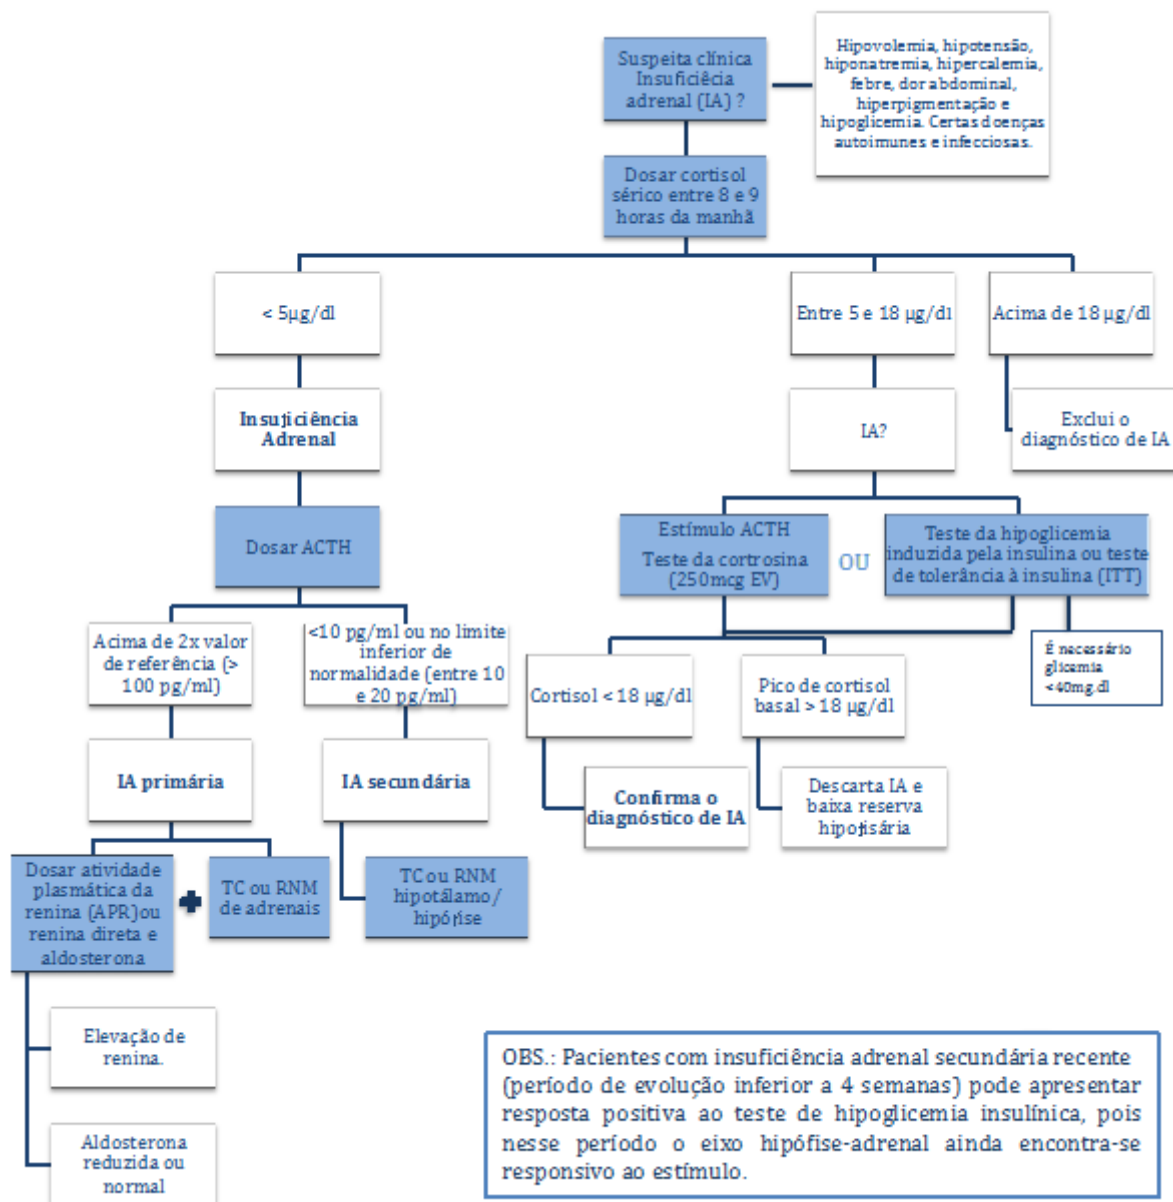 Suspeita clínica
Insuficiêcia
adrenal (IA) ?
Hipovolemia, hipotensão,
hiponatremia, hipercalemia,
febre, dor abdominal,
hiperpigmentação e
hipoglicemia. Certas doenças
autoimunes e infecciosas.
Dosar cortisol
sérico entre 8 e 9
horas da manhã
< 5µg/dl
Entre 5 e 18 µg/dl
Acima de 18 µg/dl
Insuficiência
Adrenal
IA?
Exclui o
diagnóstico de IA
Dosar ACTH
Estímulo ACTH
Teste da cortrosina
(250mcg EV)
OU
Teste da hipoglicemia
induzida pela insulina ou teste
de tolerância à insulina (ITT)
Acima de 2x valor
de referência (>
100 pg/ml)
<10 pg/ml ou no limite
inferior de
normalidade (entre 10
e 20 pg/ml)
Cortisol < 18 µg/dl
Pico de cortisol
basal > 18 µg/dl
É necessário
glicemia
<40mg.dl
IA primária
IA secundária
Confirma o
diagnóstico de IA
Descarta IA e
baixa reserva
hipofisária
Dosar atividade
plasmática da
renina (APR)ou
renina direta e
aldosterona
TC ou RNM
de adrenais
TC ou RNM
hipotálamo/
hipófise
Elevação de
renina.
Aldosterona
reduzida ou
normal
OBS.: Pacientes com insuficiência adrenal secundária recente
(período de evolução inferior a 4 semanas) pode apresentar
resposta positiva ao teste de hipoglicemia insulínica, pois
nesse período o eixo hipófise-adrenal ainda encontra-se
responsivo ao estímulo.